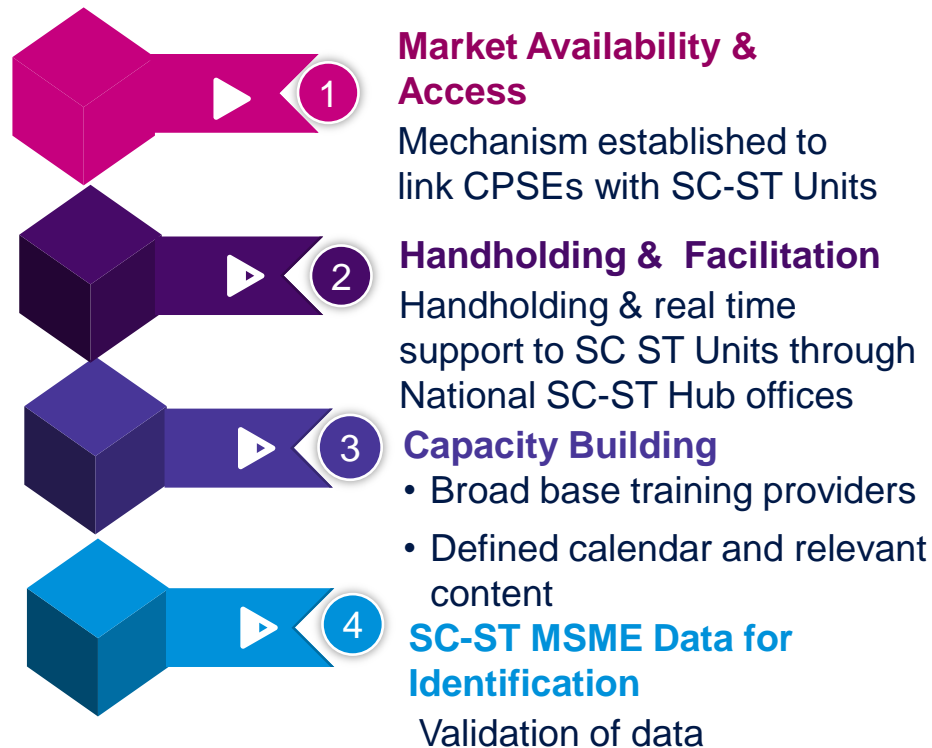 1
Market Availability &
Access
Mechanism established to
link CPSEs with SC-ST Units
2
Handholding & Facilitation
Handholding & real time
support to SC ST Units through
National SC-ST Hub offices
3
Capacity Building
• Broad base training providers
• Defined calendar and relevant
content
4
SC-ST MSME Data for
Identification
Validation of data